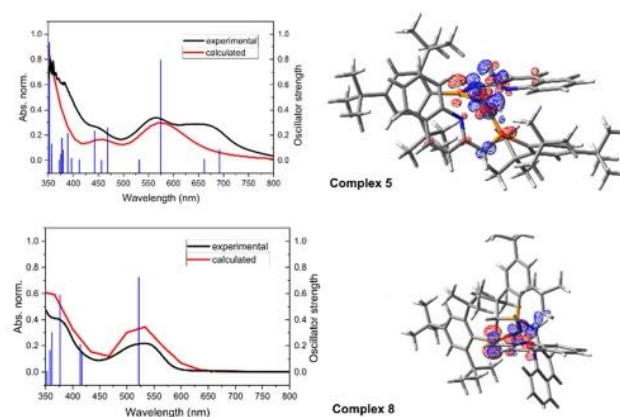 1.0
0.8
0.6
0.4
0.2
0.0
Abs. norm.
experimental
calculated
1.0
0.8
0.6
0.4
0.2
0.0
Oscillator strength
350 400 450 500 550 600 650 700 750 800
Wavelength (nm)
Complex 5
1.0
0.8
0.6
0.4
0.2
0.0
Abs. norm.
experimental
calculated
1.0
0.8
0.6
0.4
0.2
0.0
Oscillator strength
350 400 450 500 550 600 650 700 750 800
Wavelength (nm)
Complex 8